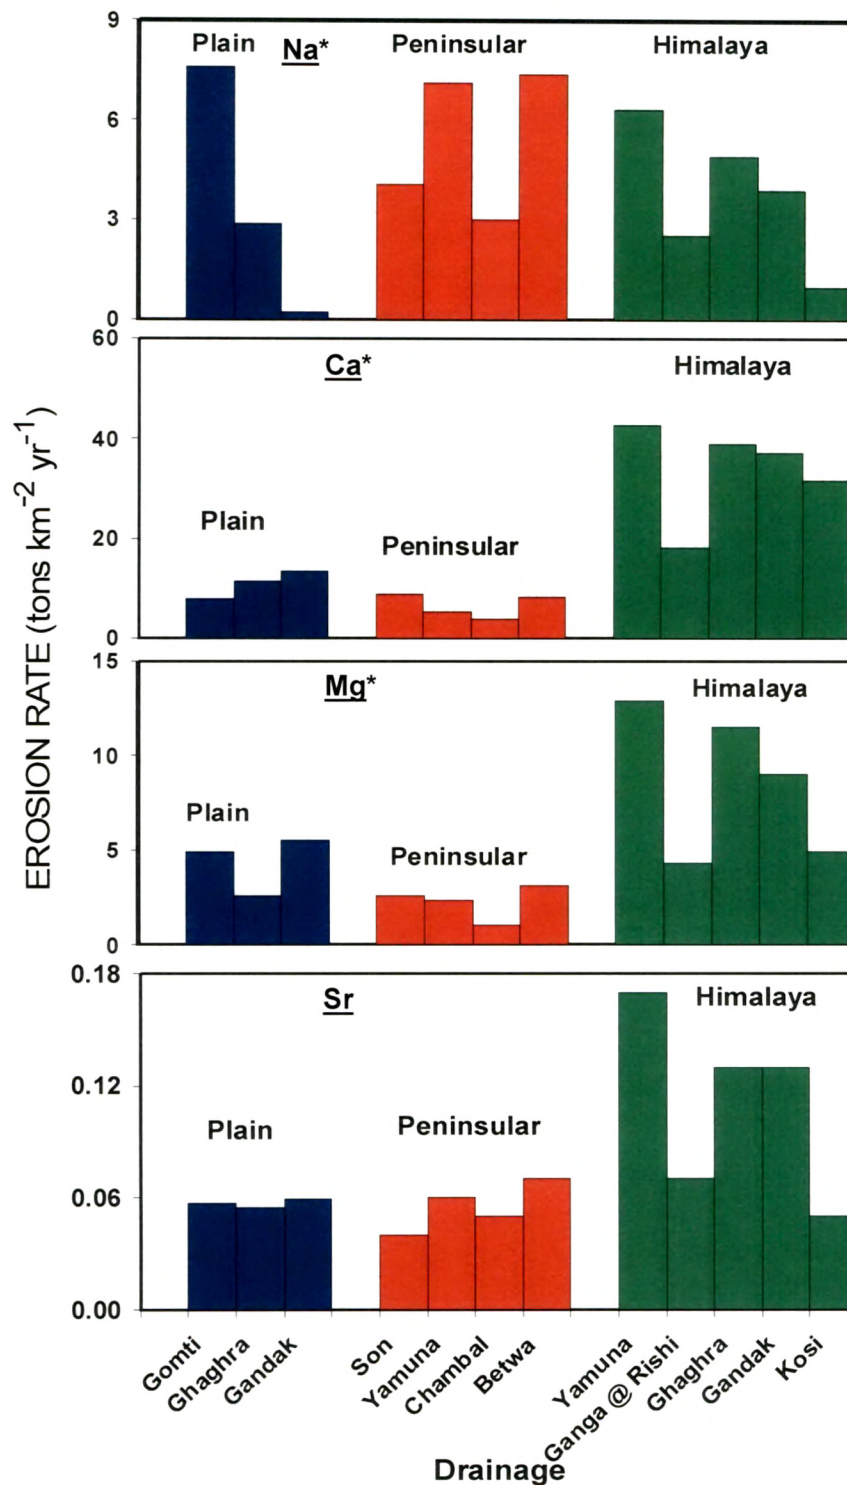 EROSION RATE (tons km⁻² yr⁻¹)
9
6
3
0
Plain
Na*
Peninsular
Himalaya
60
40
20
0
Ca*
Himalaya
Plain
Peninsular
15
10
5
0
Mg*
Himalaya
Plain
Peninsular
0.18
0.12
0.06
0.00
Sr
Himalaya
Plain
Peninsular
Gomti
Ghaghra
Gandak
Son
Yamuna
Chambal
Betwa
Yamuna
Ganga @ Rishi
Ghaghra
Gandak
Kosi
Drainage